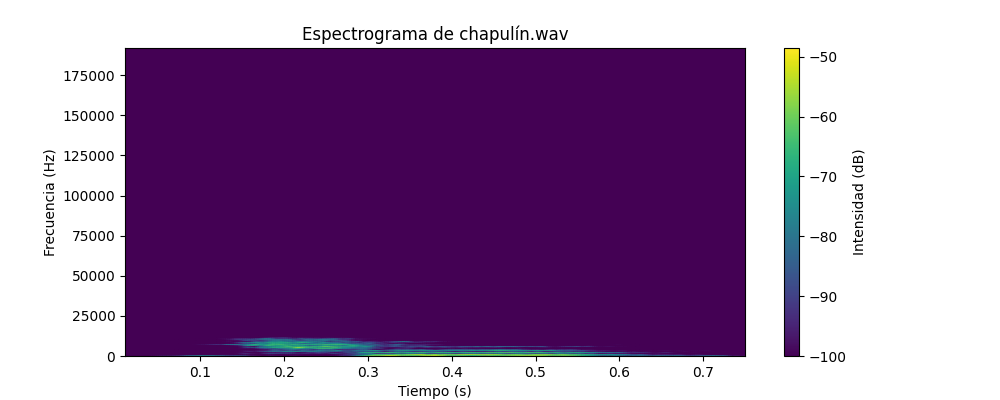 Espectrograma de chapulín.wav
Frecuencia (Hz)
175000
150000
125000
100000
75000
50000
25000
0
0.1 0.2 0.3 0.4 0.5 0.6 0.7
Tiempo (s)
−50
−60
−70
−80
−90
−100
Intensidad (dB)